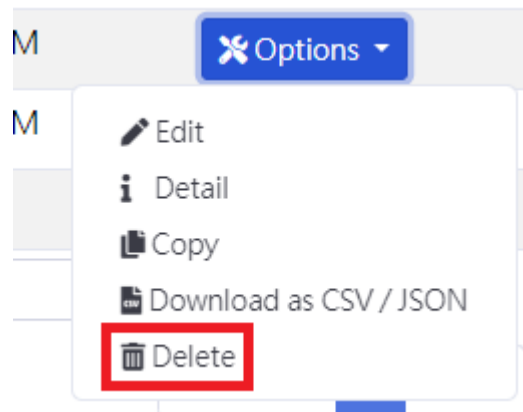 M
Options
M
Edit
Detail
Copy
Download as CSV / JSON
Delete